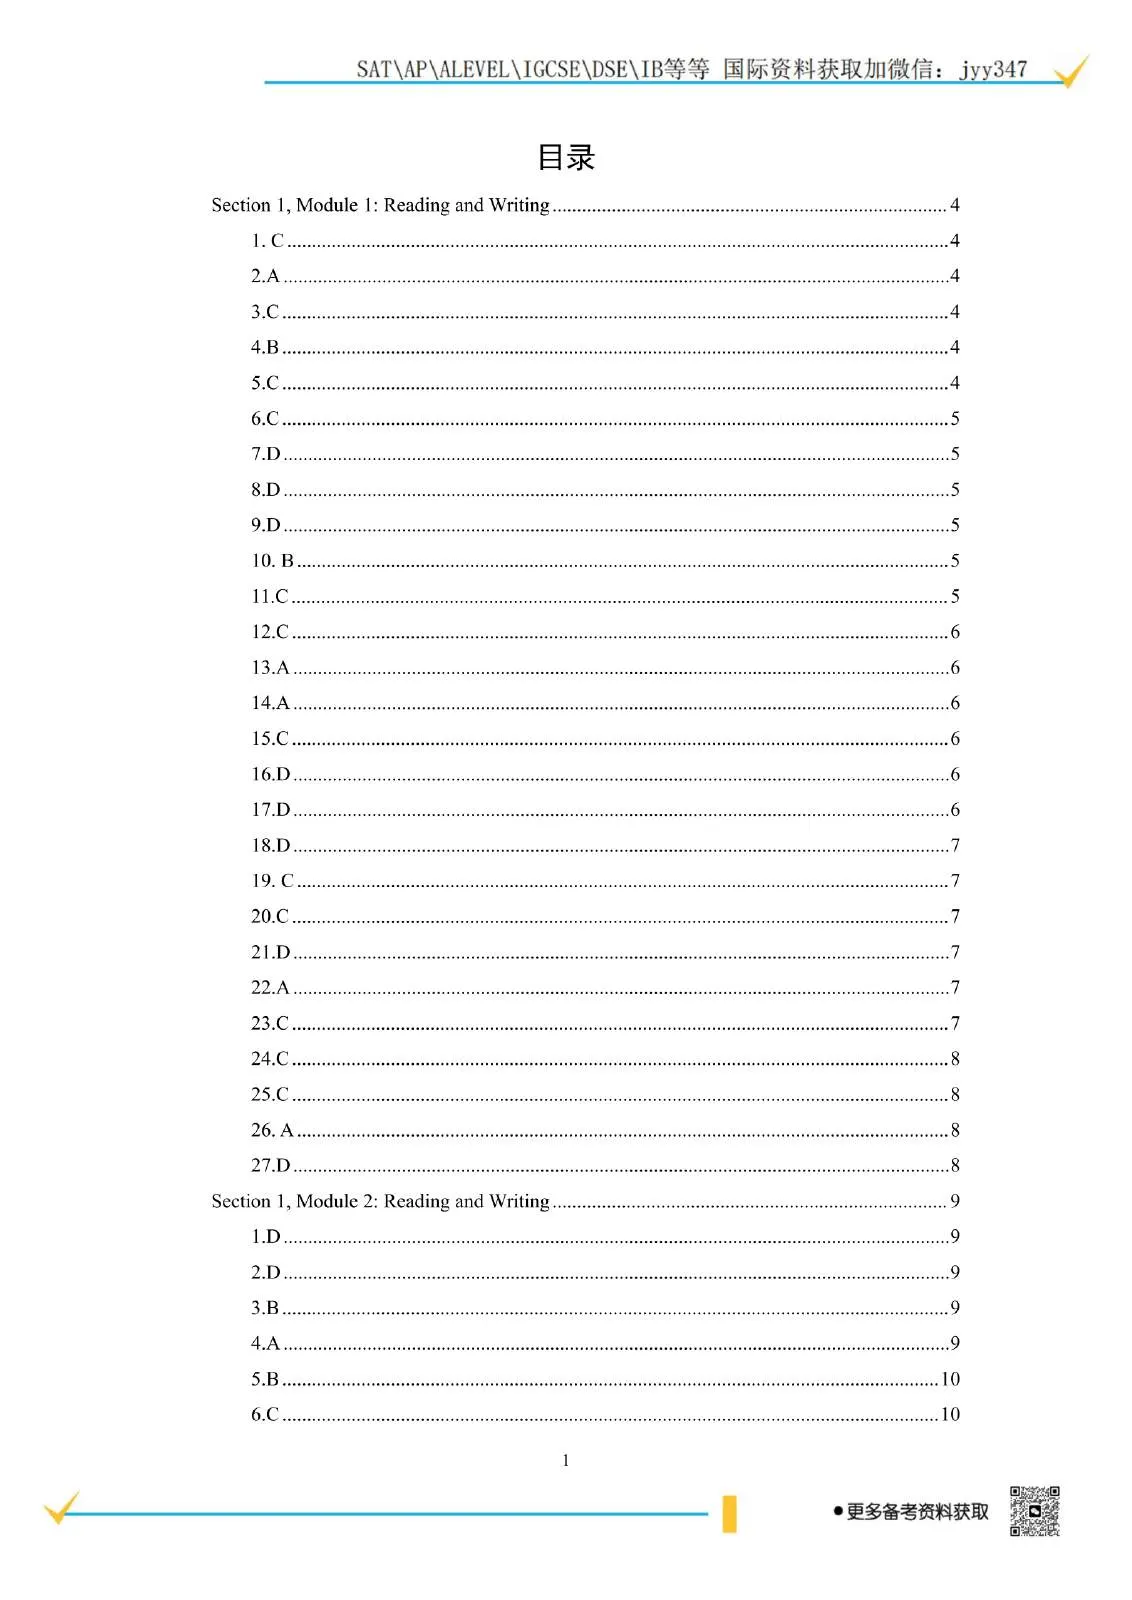 SAT\AP\ALEVEL\IGCSE\DSE\IB等等 国际资料获取加微信：jyy347
目录
Section 1, Module 1: Reading and Writing 4
1. C 4
2.A 4
3.C 4
4.B 4
5.C 4
6.C 5
7.D 5
8.D 5
9.D 5
10. B 5
11.C 5
12.C 6
13.A 6
14.A 6
15.C 6
16.D 6
17.D 6
18.D 7
19. C 7
20.C 7
21.D 7
22.A 7
23.C 7
24.C 8
25.C 8
26. A 8
27.D 8
Section 1, Module 2: Reading and Writing 9
1.D 9
2.D 9
3.B 9
4.A 9
5.B 10
6.C 10
1
●更多备考资料获取